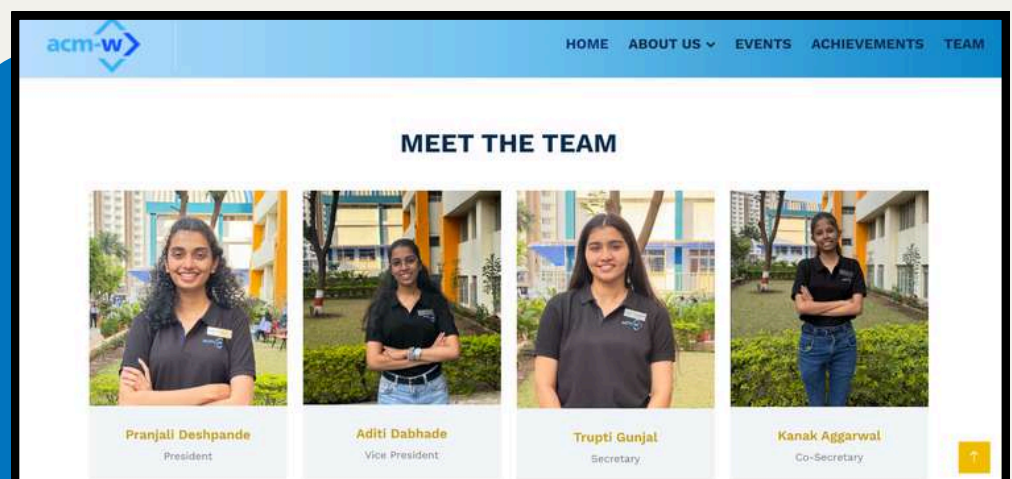 acm-w
HOME ABOUT US EVENTS ACHIEVEMENTS TEAM
MEET THE TEAM
Pranjali Deshpande
President
Aditi Dabhade
Vice President
Trupti Gunjal
Secretary
Kanak Aggarwal
Co-Secretary